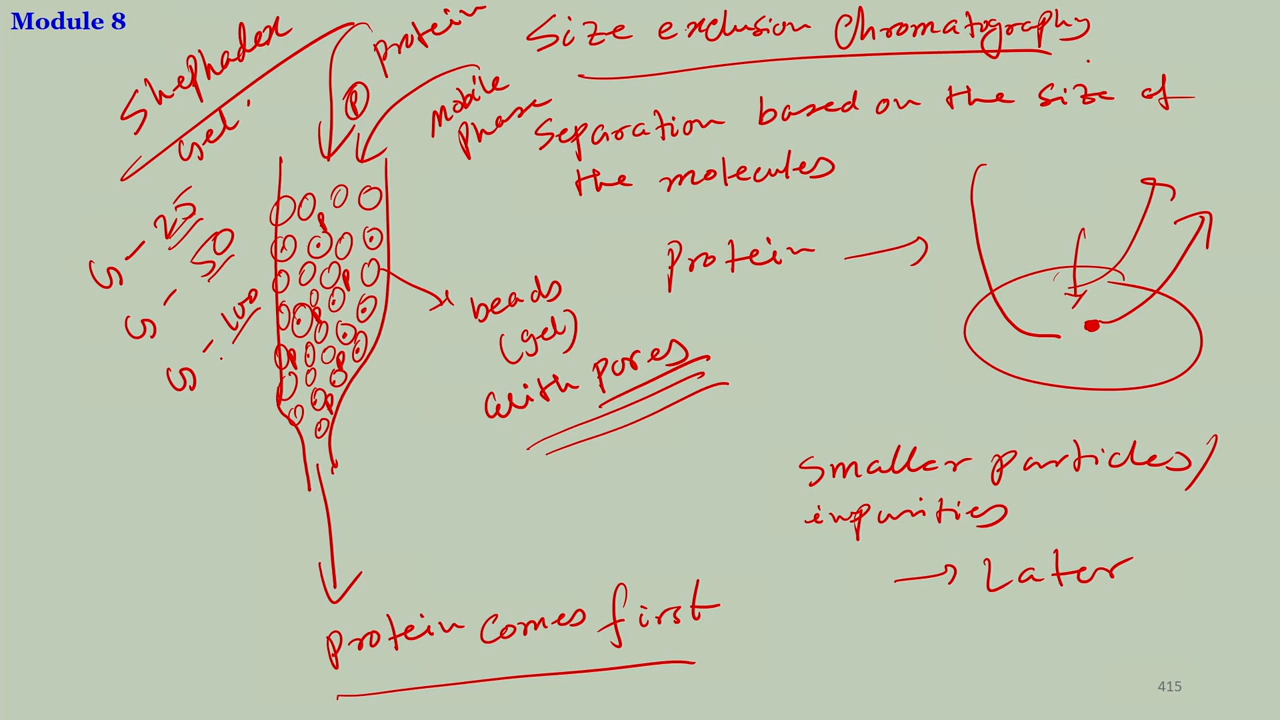 Module 8
Size exclusion Chromatography
Separation based on the size of
the molecules
Shephadex
Gel
Protein
P
mobile
phase
G-25
G-50
G-100
beads
(gel)
with pores
Protein →
Smaller particles/
impurities
→ Later
Protein comes first
415